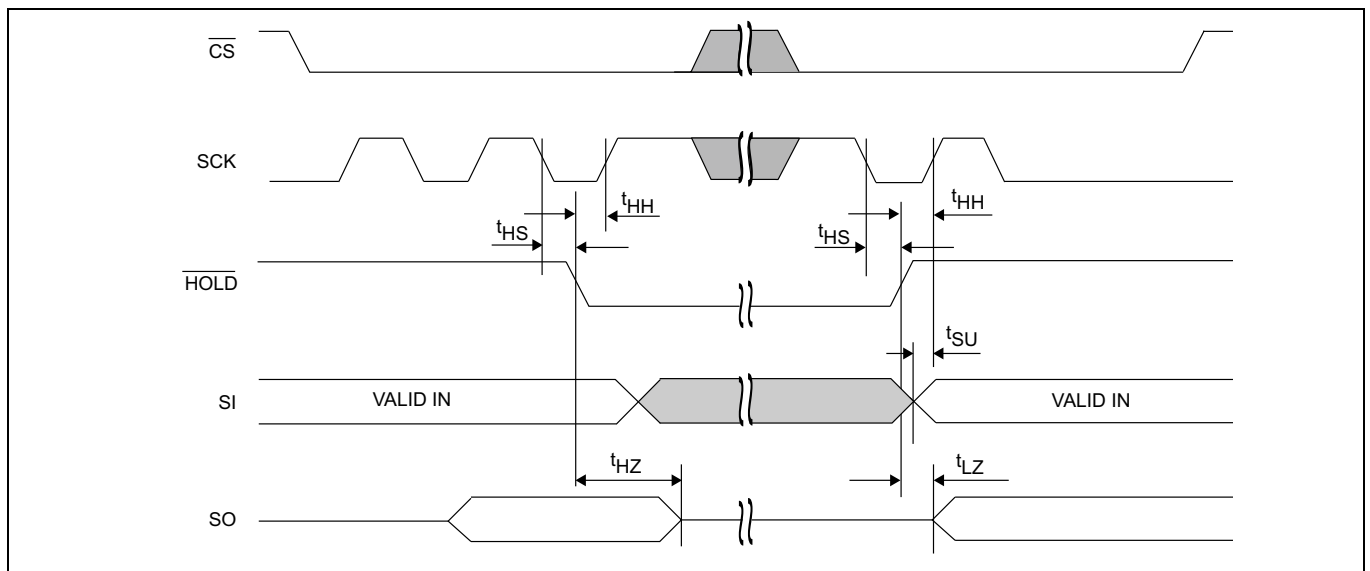 CS
SCK
tHH
tHH
tHS
tHS
HOLD
tSU
SI
VALID IN
VALID IN
tHZ
tLZ
SO